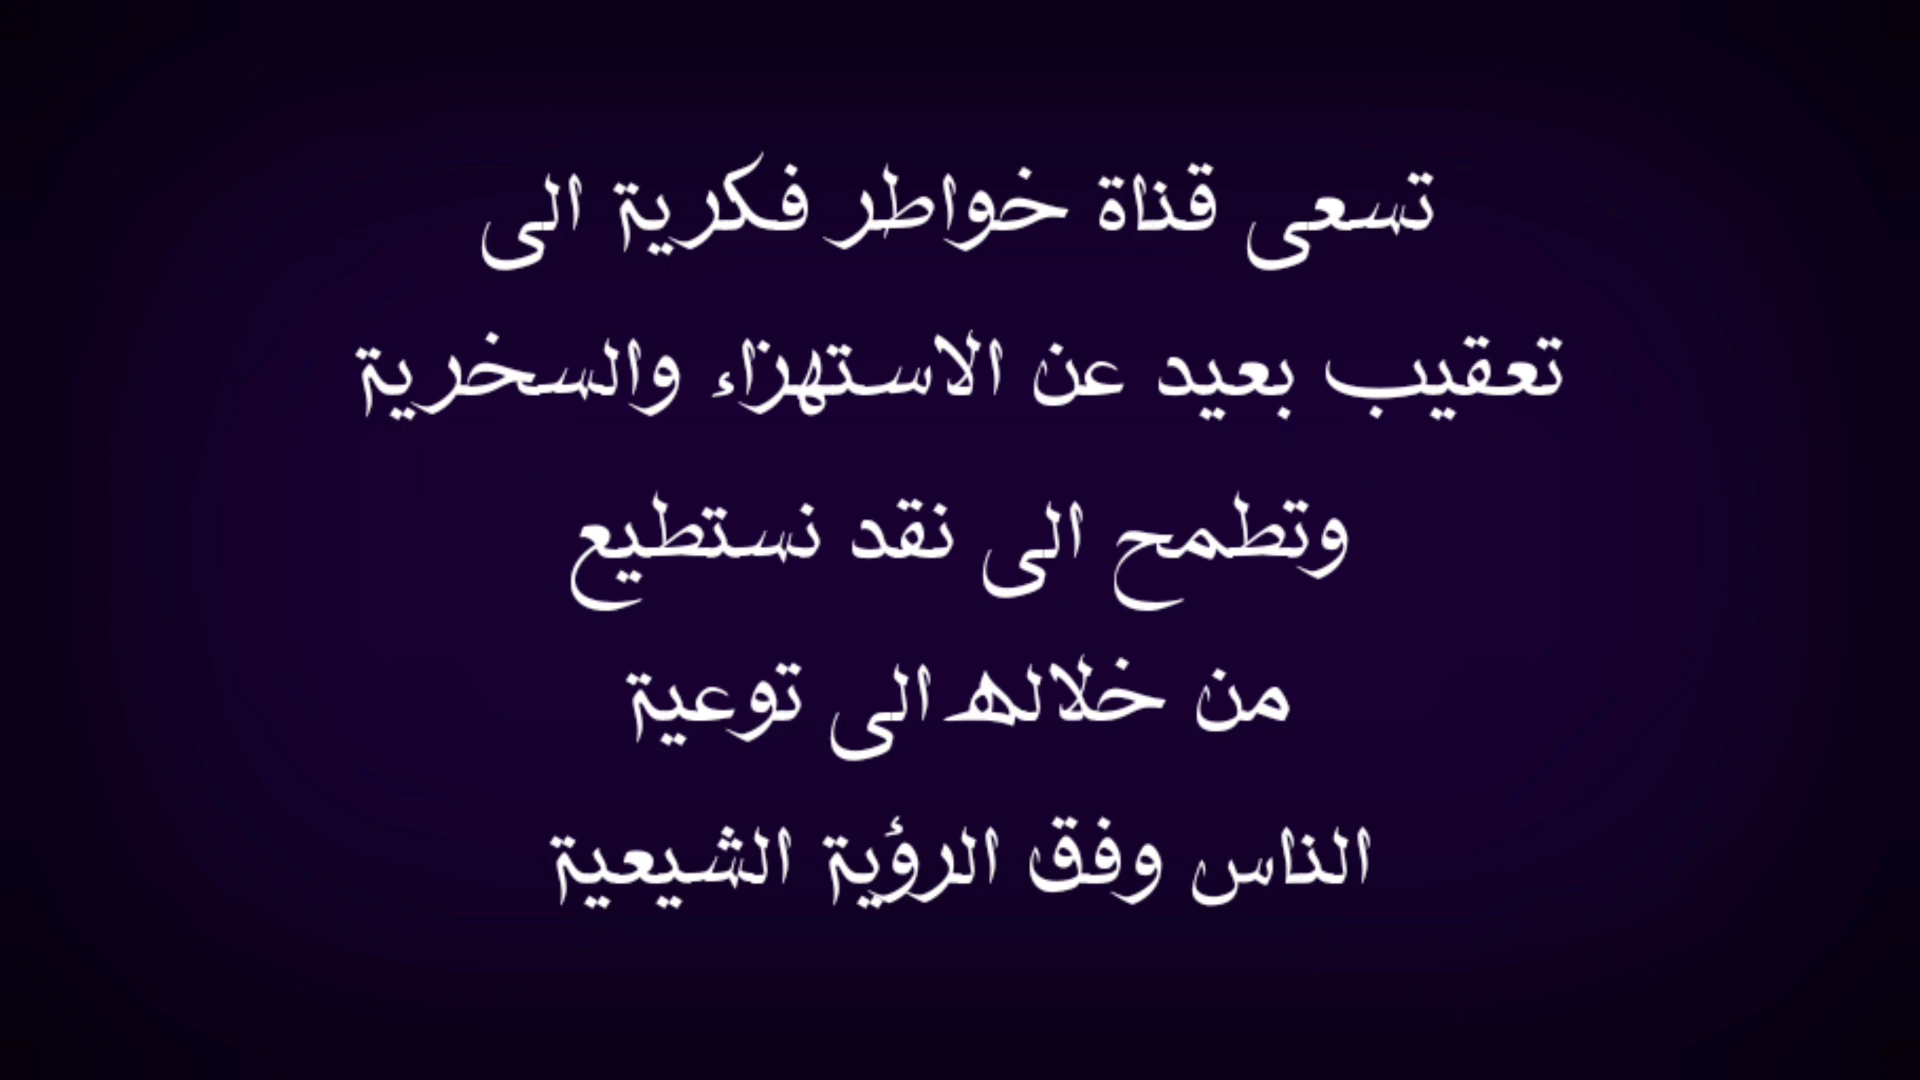 تسعى قناة خواطر فكرية الى
تعقيب بعيد عن الاستهزاء والسخرية
وتطمح الى نقد نستطيع
من خلاله الى توعية
الناس وفق الرؤية الشيعية